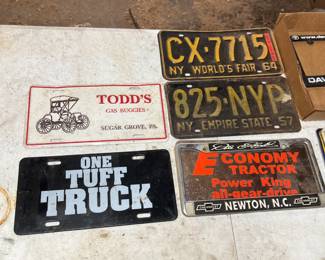 CX·7715
NY WORLD'S FAIR 64
TODD'S
GAS BUGGIES
SUGAR GROVE, PA.
825·NYP
NY EMPIRE STATE 57
ONE
TUFF
TRUCK
ECONOMY
TRACTOR
Power King
all-gear-drive
NEWTON, N.C.